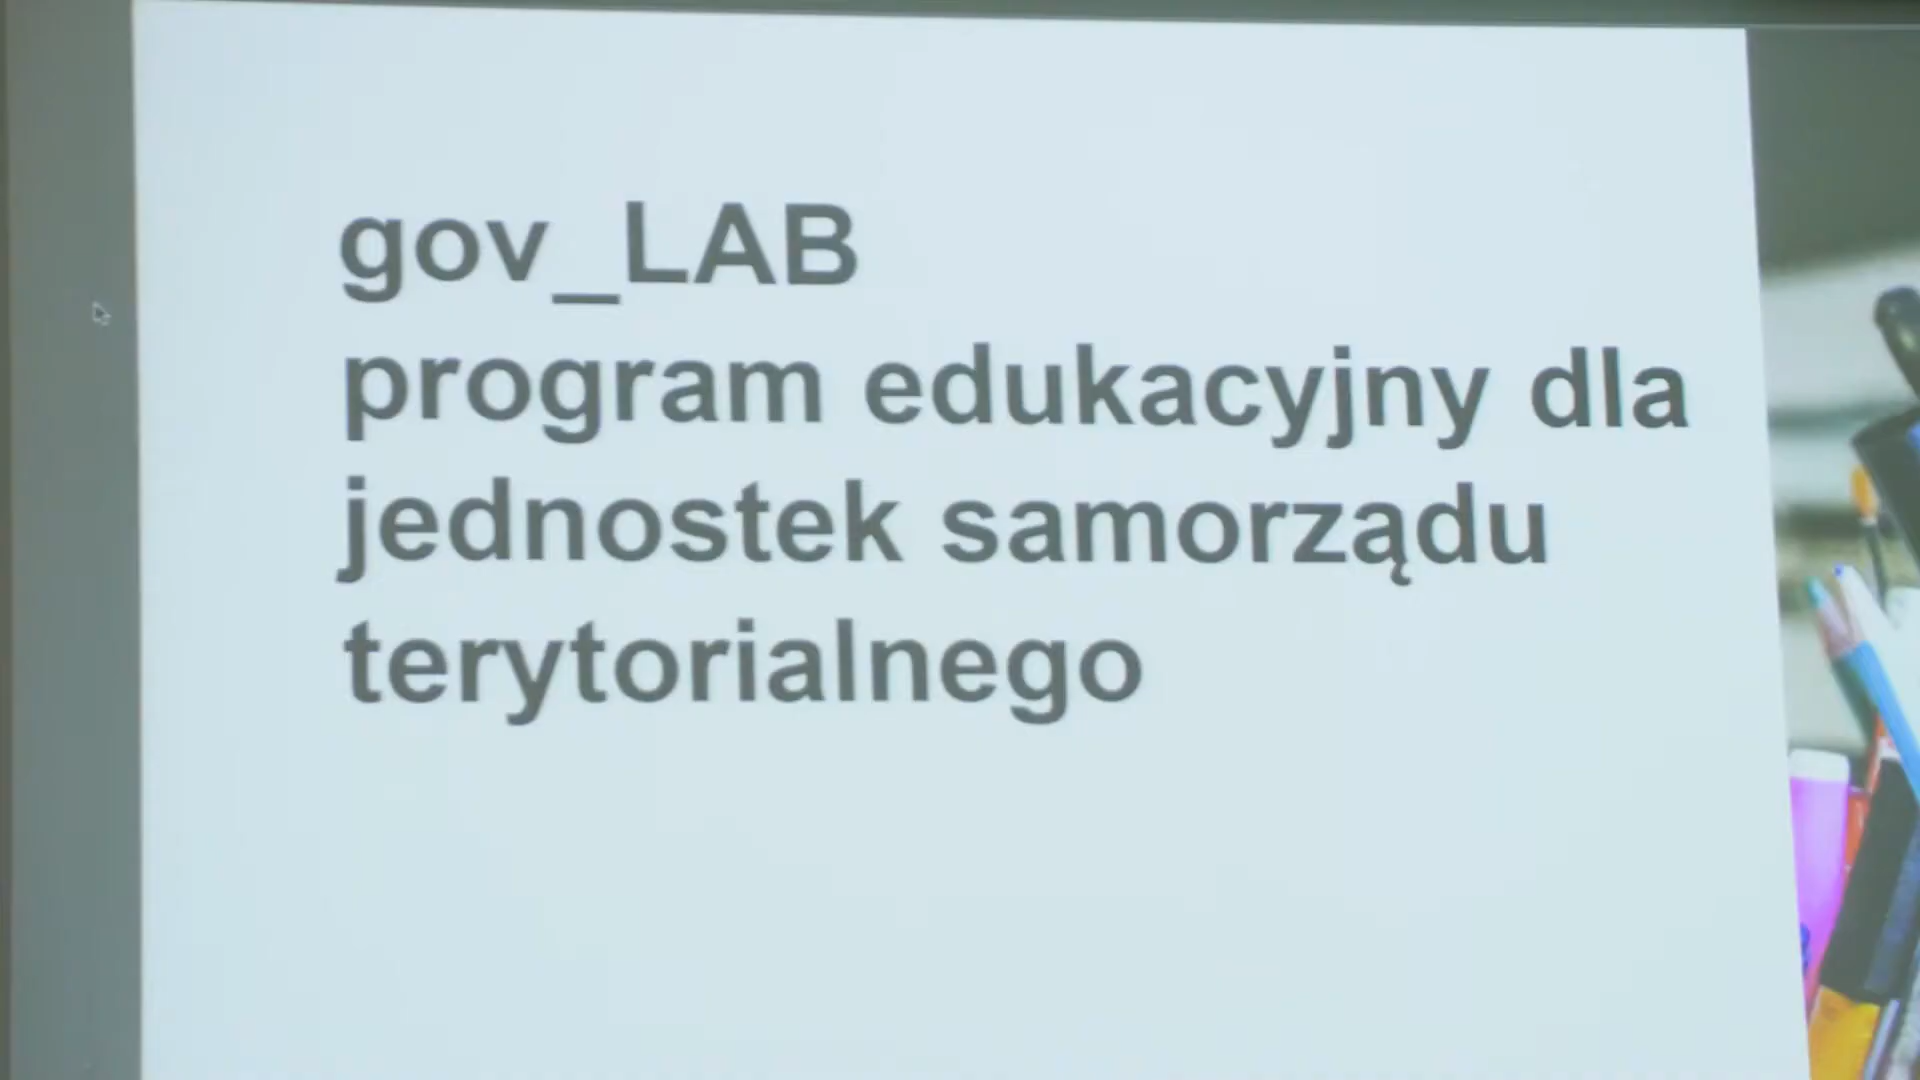 gov_LAB
program edukacyjny dla
jednostek samorządu
terytorialnego